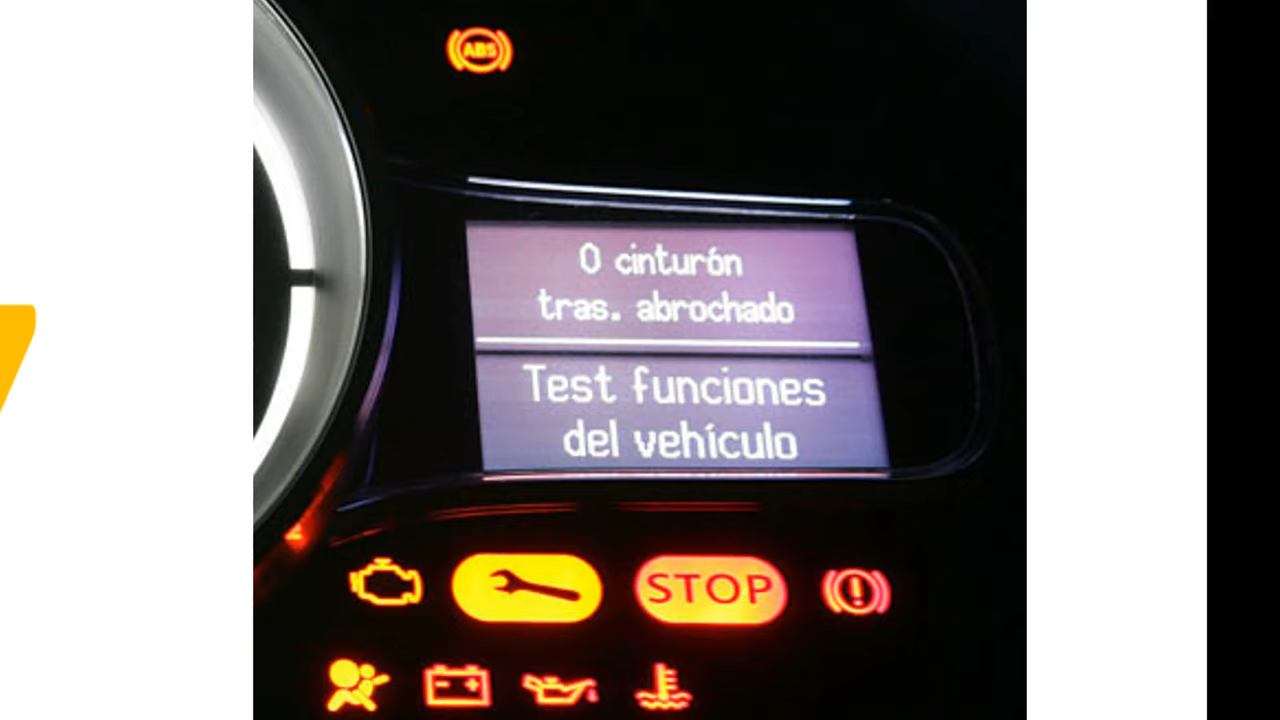 ABS
0 cinturón
tras. abrochado
Test funciones
del vehículo
STOP